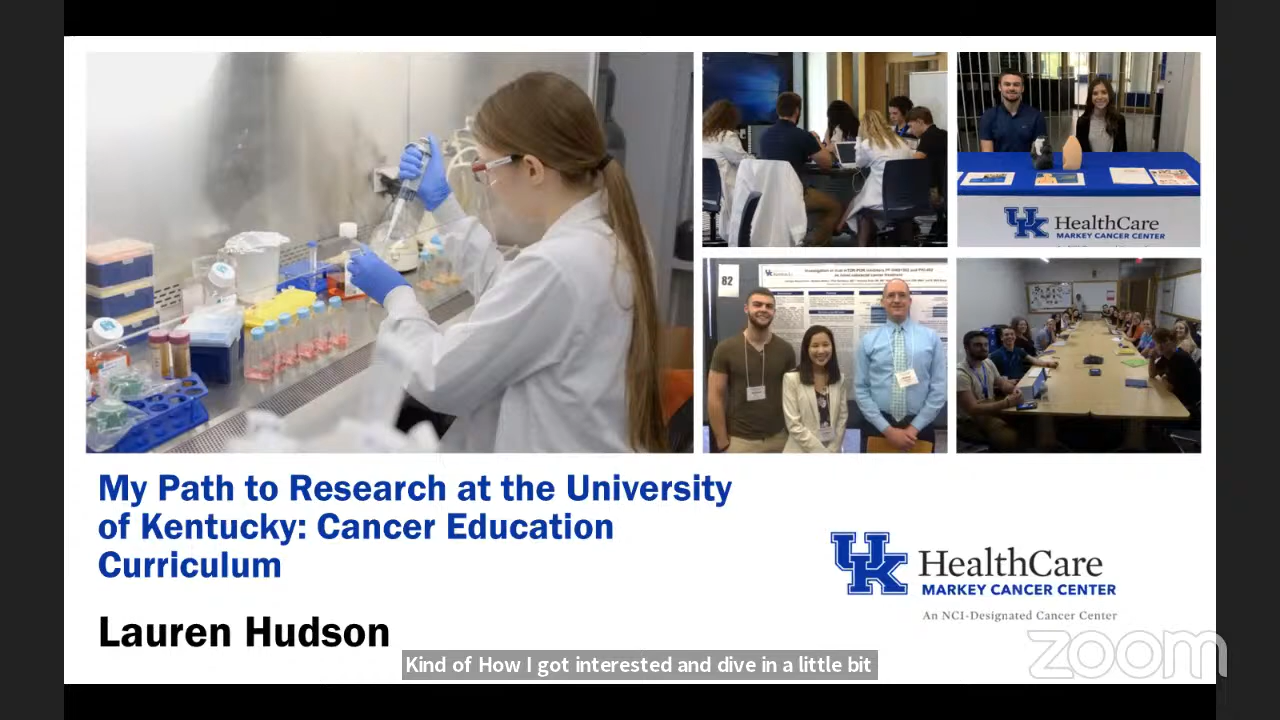 UK HealthCare
MARKEY CANCER CENTER
82
My Path to Research at the University
of Kentucky: Cancer Education
Curriculum
UK HealthCare
MARKEY CANCER CENTER
An NCI-Designated Cancer Center
Lauren Hudson
Kind of How I got interested and dive in a little bit
zoom